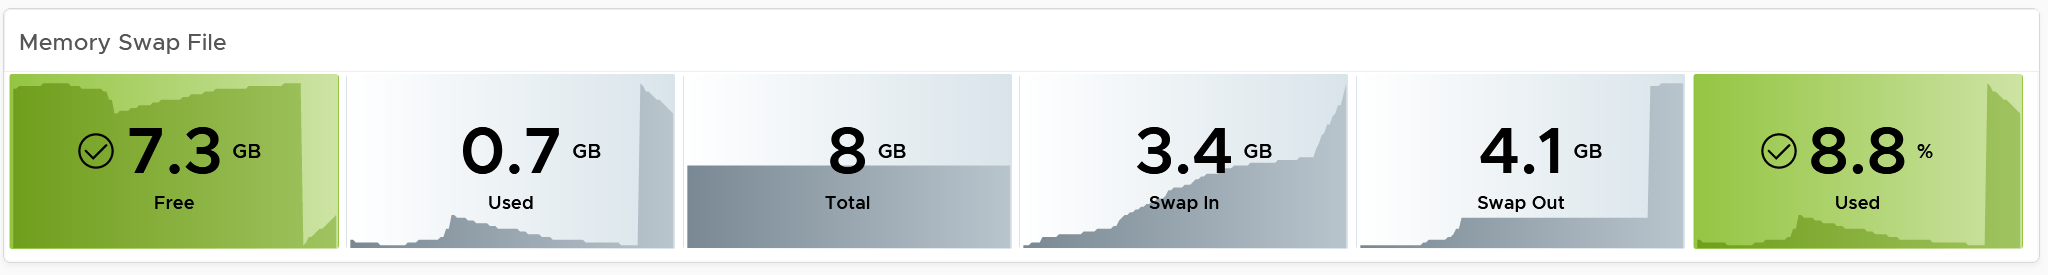 Memory Swap File
7.3 GB
Free
0.7 GB
Used
8 GB
Total
3.4 GB
Swap In
4.1 GB
Swap Out
8.8 %
Used